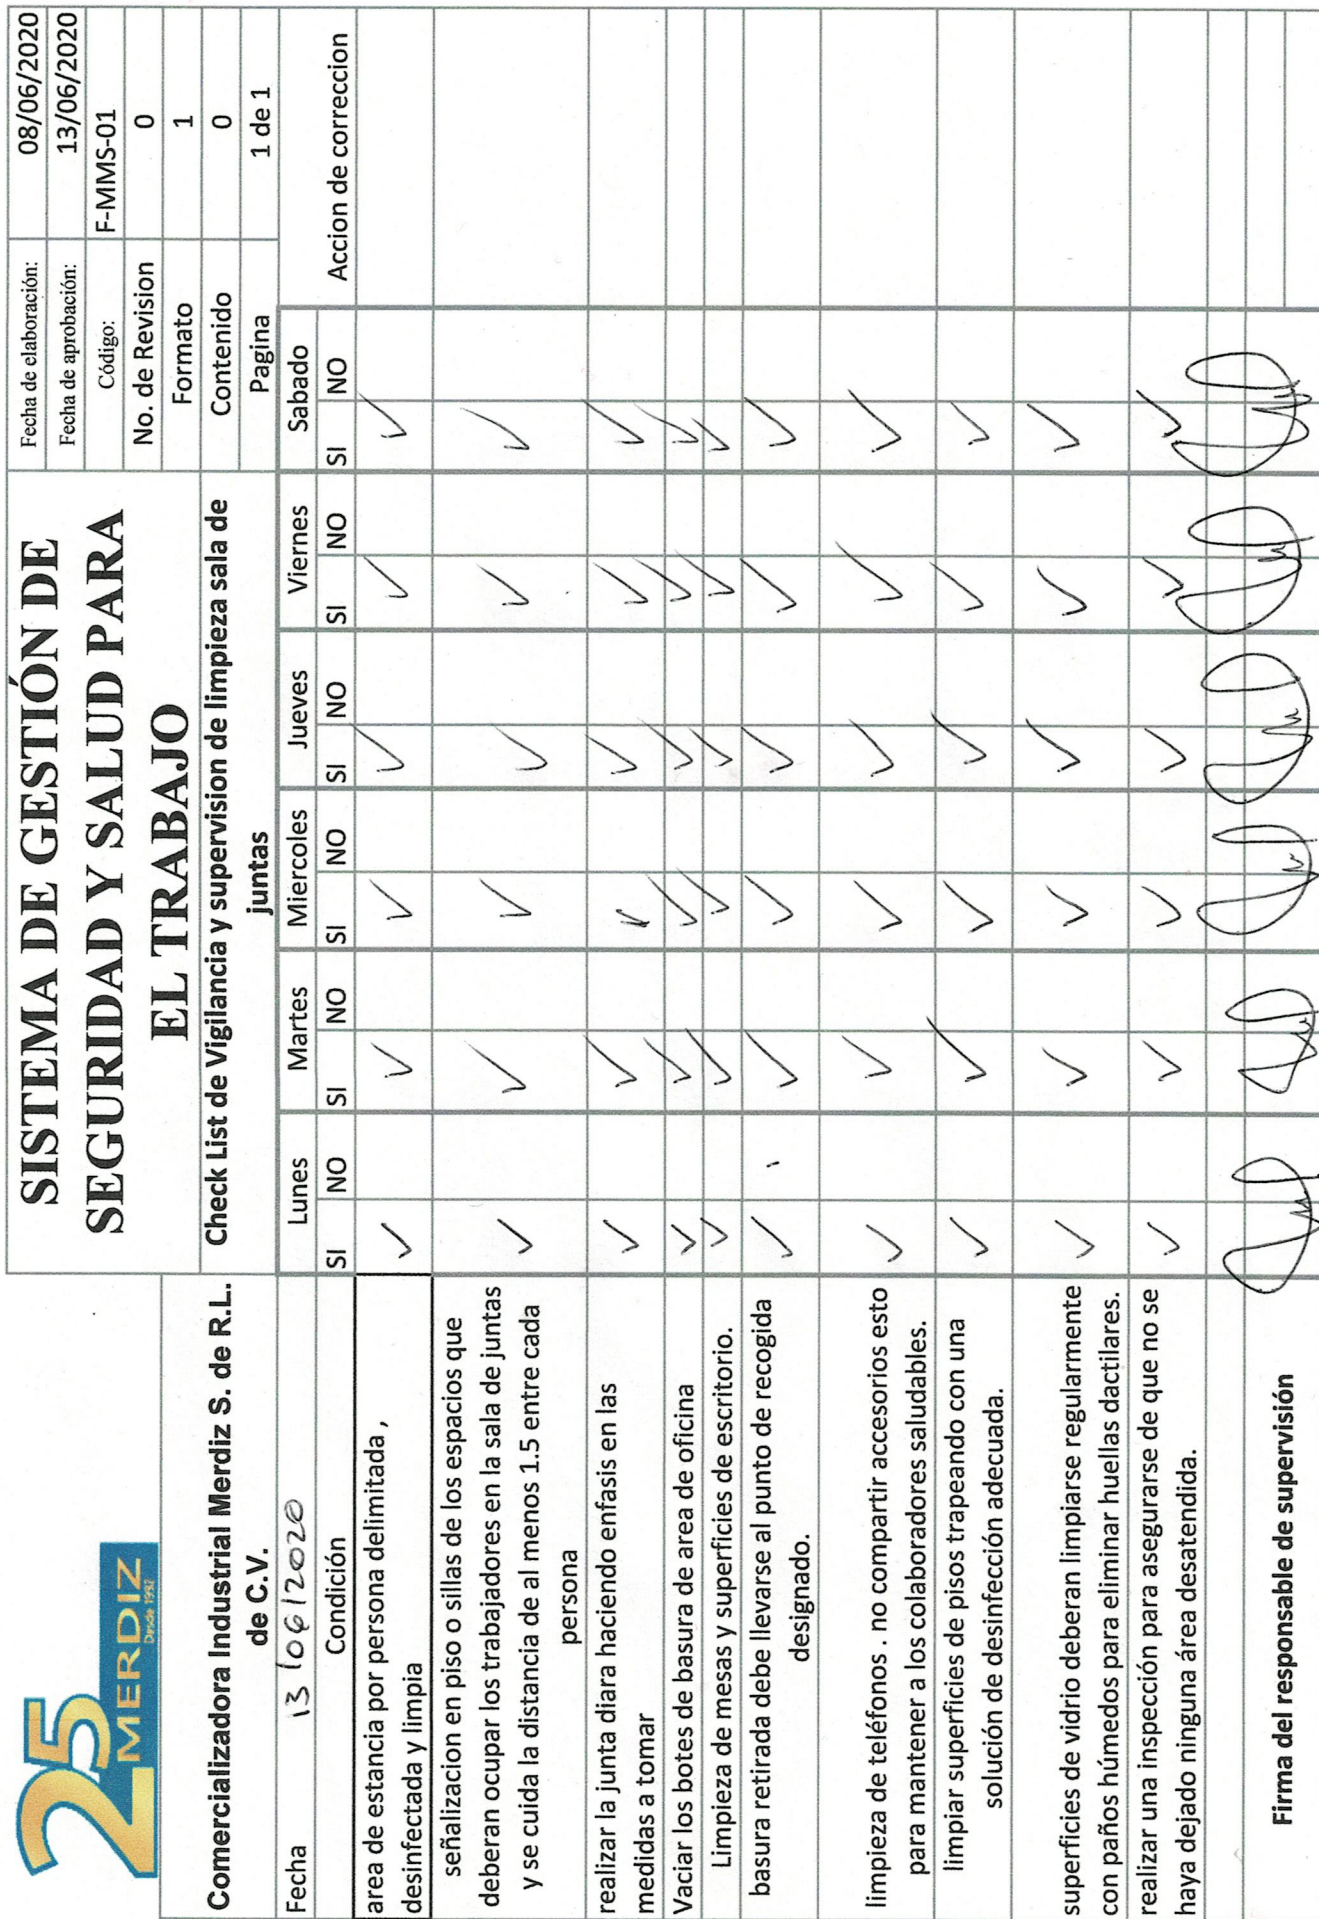 25
MERDIZ
Desde 1992
SISTEMA DE GESTIÓN DE
SEGURIDAD Y SALUD PARA
EL TRABAJO
Fecha de elaboración: 08/06/2020
Fecha de aprobación: 13/06/2020
Código: F-MMS-01
No. de Revision 0
Formato 1
Contenido 0
Pagina 1 de 1
Comercializadora Industrial Merdiz S. de R.L.
de C.V.
Check List de Vigilancia y supervision de limpieza sala de
juntas
Fecha 13/06/2020
Lunes Martes Miercoles Jueves Viernes Sabado
Condición SI NO SI NO SI NO SI NO SI NO SI NO Accion de correccion
area de estancia por persona delimitada ,
desinfectada y limpia
✓ ✓ ✓ ✓ ✓ ✓
señalizacion en piso o sillas de los espacios que
deberan ocupar los trabajadores en la sala de juntas
y se cuida la distancia de al menos 1.5 entre cada
persona
✓ ✓ ✓ ✓ ✓ ✓
realizar la junta diara haciendo enfasis en las
medidas a tomar
✓ ✓ ✓ ✓ ✓ ✓
Vaciar los botes de basura de area de oficina
✓ ✓ ✓ ✓ ✓ ✓
Limpieza de mesas y superficies de escritorio.
✓ ✓ ✓ ✓ ✓ ✓
basura retirada debe llevarse al punto de recogida
designado.
✓ ✓ ✓ ✓ ✓ ✓
limpieza de teléfonos . no compartir accesorios esto
para mantener a los colaboradores saludables.
✓ ✓ ✓ ✓ ✓ ✓
limpiar superficies de pisos trapeando con una
solución de desinfección adecuada.
✓ ✓ ✓ ✓ ✓ ✓
superficies de vidrio deberan limpiarse regularmente
con paños húmedos para eliminar huellas dactilares.
✓ ✓ ✓ ✓ ✓ ✓
realizar una inspección para asegurarse de que no se
haya dejado ninguna área desatendida.
✓ ✓ ✓ ✓ ✓ ✓
Firma del responsable de supervisión